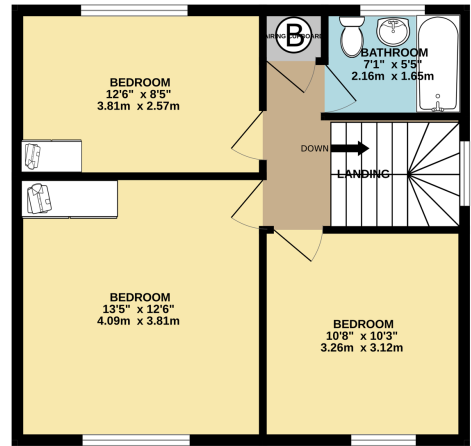 BEDROOM
12'6" x 8'5"
3.81m x 2.57m
AIRING CUPBOARD
B
BATHROOM
7'1" x 5'5"
2.16m x 1.65m
DOWN
LANDING
BEDROOM
13'5" x 12'6"
4.09m x 3.81m
BEDROOM
10'8" x 10'3"
3.26m x 3.12m